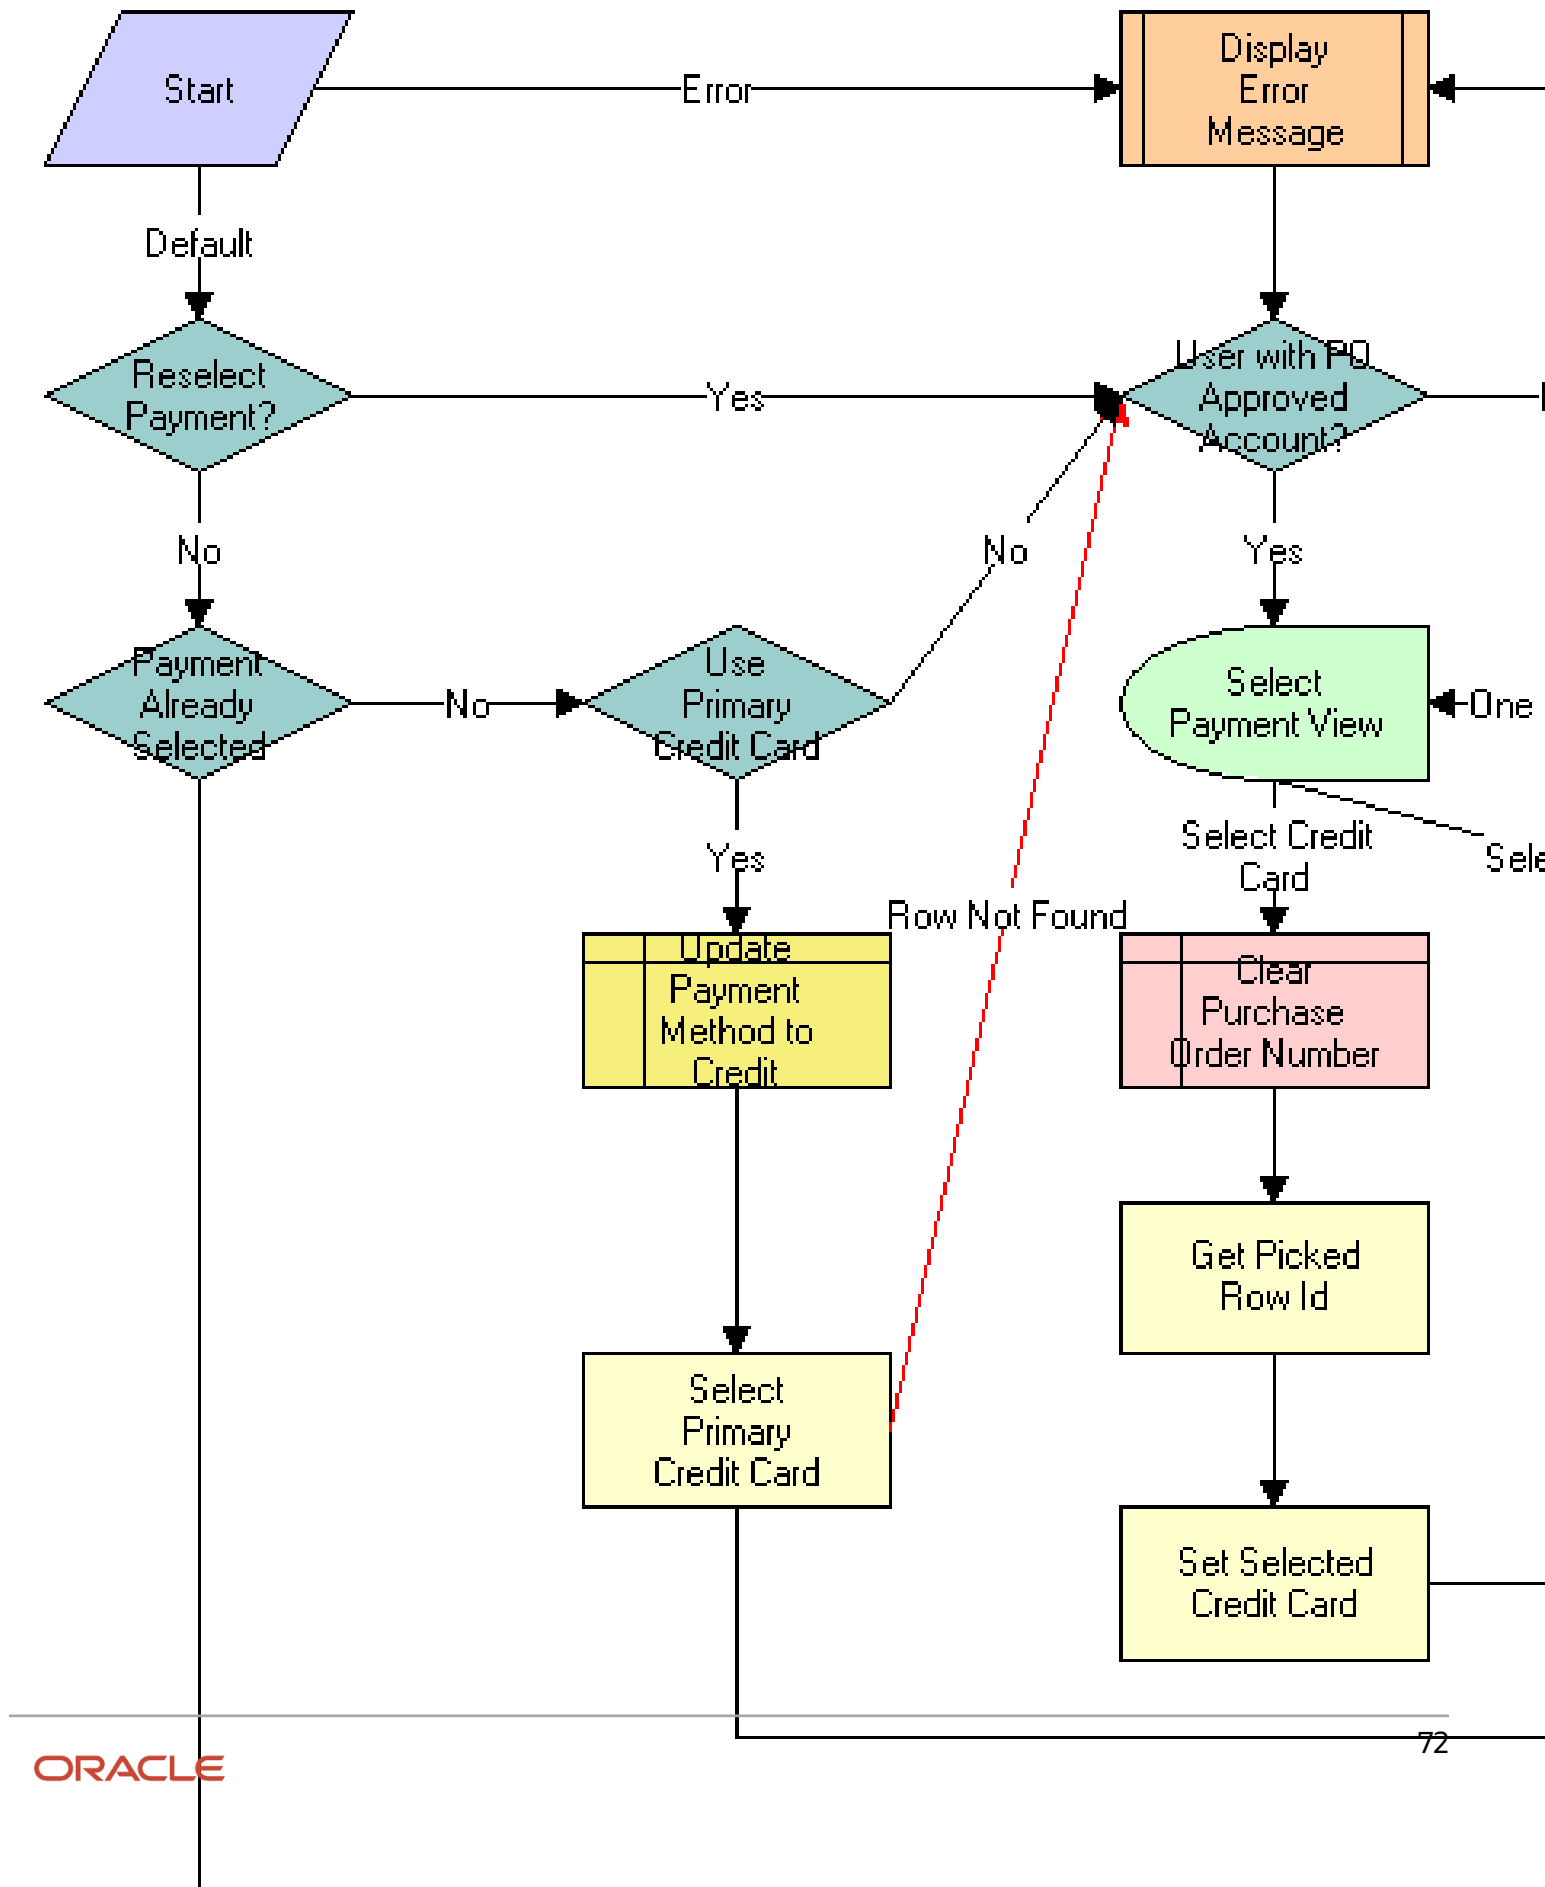 Start
Error
Display
Error
Message
Default
Reselect
Payment?
Yes
User with PO
Approved
Account?
No
No
Yes
Payment
Already
Selected
No
Use
Primary
Credit Card
Select
Payment View
One
Yes
Select Credit
Card
Sele
Row Not Found
Update
Payment
Method to
Credit
Clear
Purchase
Order Number
Get Picked
Row Id
Select
Primary
Credit Card
Set Selected
Credit Card
72
ORACLE